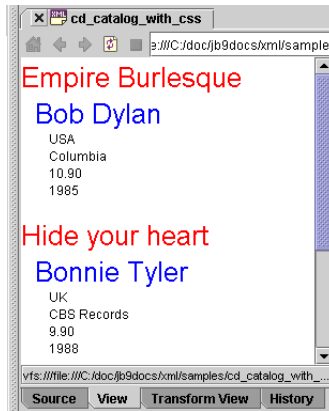 cd_catalog_with_css
e:///C:/doc/jb9docs/xml/sample
Empire Burlesque
Bob Dylan
USA
Columbia
10.90
1985
Hide your heart
Bonnie Tyler
UK
CBS Records
9.90
1988
vfs:///file:///C:/doc/jb9docs/xml/samples/cd_catalog_with_...
Source View Transform View History